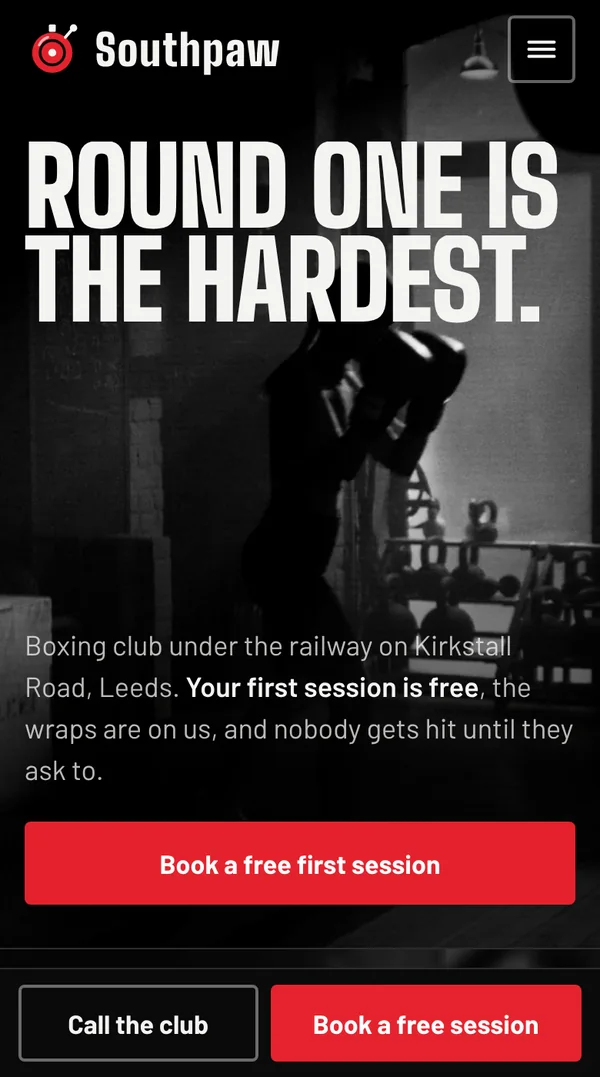 Southpaw
ROUND ONE IS
THE HARDEST.
Boxing club under the railway on Kirkstall
Road, Leeds. Your first session is free, the
wraps are on us, and nobody gets hit until they
ask to.
Book a free first session
Call the club
Book a free session